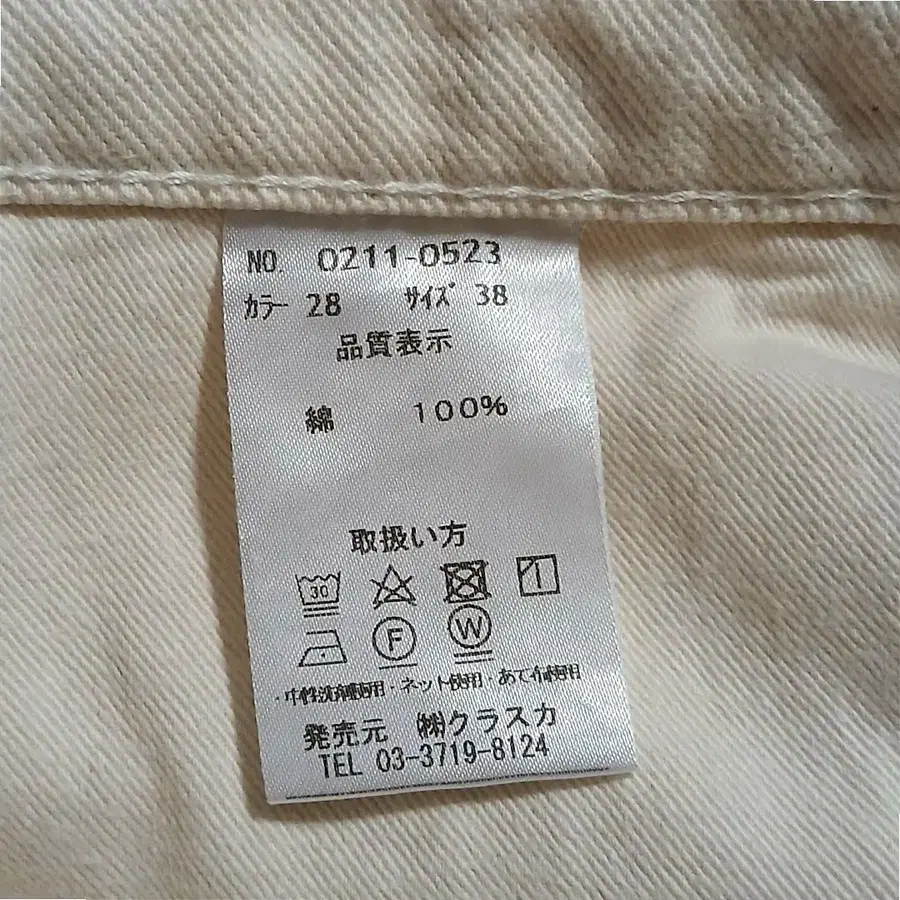 NO. 0211-0523
カラー 28 サイズ 38
品質表示
綿 100%
取扱い方
30
F W
・中性洗剤使用・ネット使用・あて布使用
発売元 ㈱クラスカ
TEL 03-3719-8124